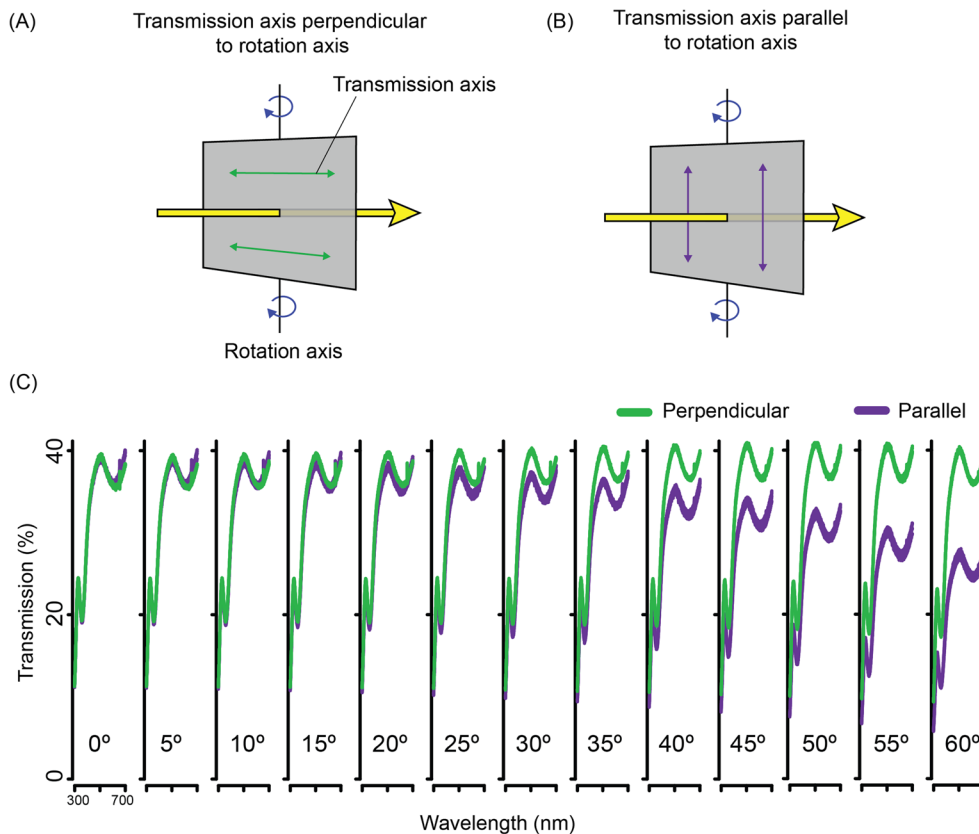 (A)
Transmission axis perpendicular
to rotation axis
Transmission axis
Rotation axis
(B)
Transmission axis parallel
to rotation axis
(C)
Perpendicular
Parallel
Transmission (%)
40
20
0
0º
5º
10º
15º
20º
25º
30º
35º
40º
45º
50º
55º
60º
300
700
Wavelength (nm)